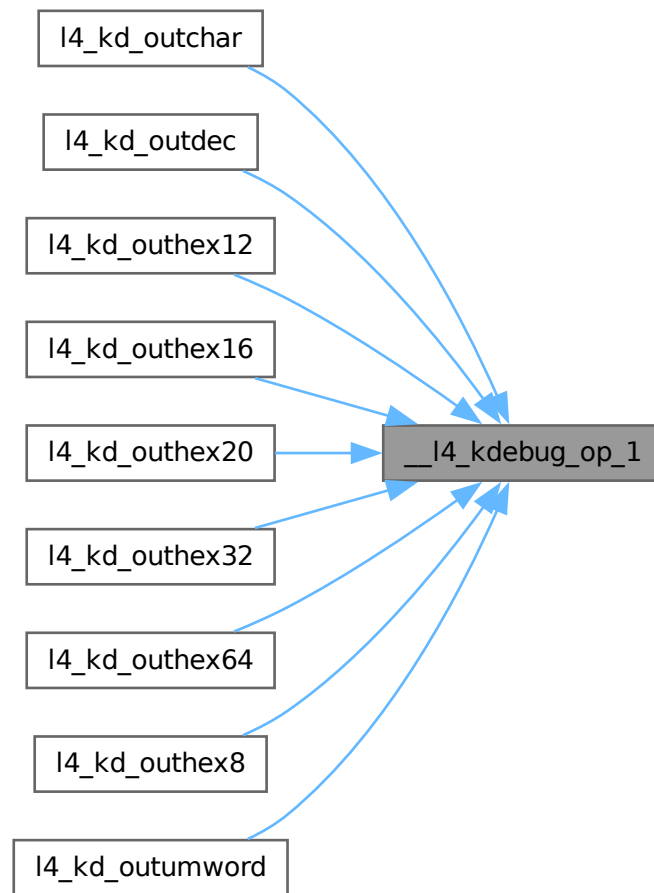 l4_kd_outchar
l4_kd_outdec
l4_kd_outhex12
l4_kd_outhex16
l4_kd_outhex20
__l4_kdebug_op_1
l4_kd_outhex32
l4_kd_outhex64
l4_kd_outhex8
l4_kd_outumword